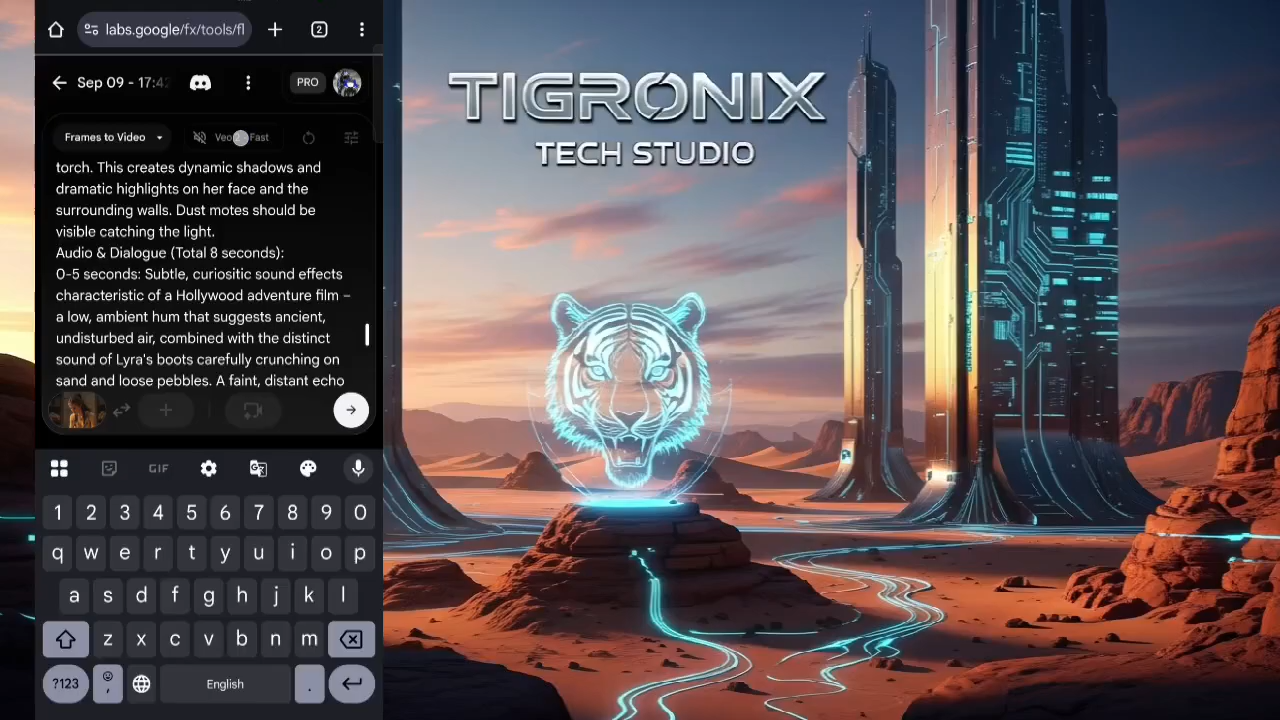 labs.google/fx/tools/fl
2
Sep 09 - 17:42
PRO
TIGRONIX
TECH STUDIO
Frames to Video
Fast
torch. This creates dynamic shadows and
dramatic highlights on her face and the
surrounding walls. Dust motes should be
visible catching the light.
Audio & Dialogue (Total 8 seconds):
0-5 seconds: Subtle, curiositic sound effects
characteristic of a Hollywood adventure film –
a low, ambient hum that suggests ancient,
undisturbed air, combined with the distinct
sound of Lyra's boots carefully crunching on
sand and loose pebbles. A faint, distant echo
GIF
1 2 3 4 5 6 7 8 9 0
q w e r t y u i o p
a s d f g h j k l
z x c v b n m
?123 , English .